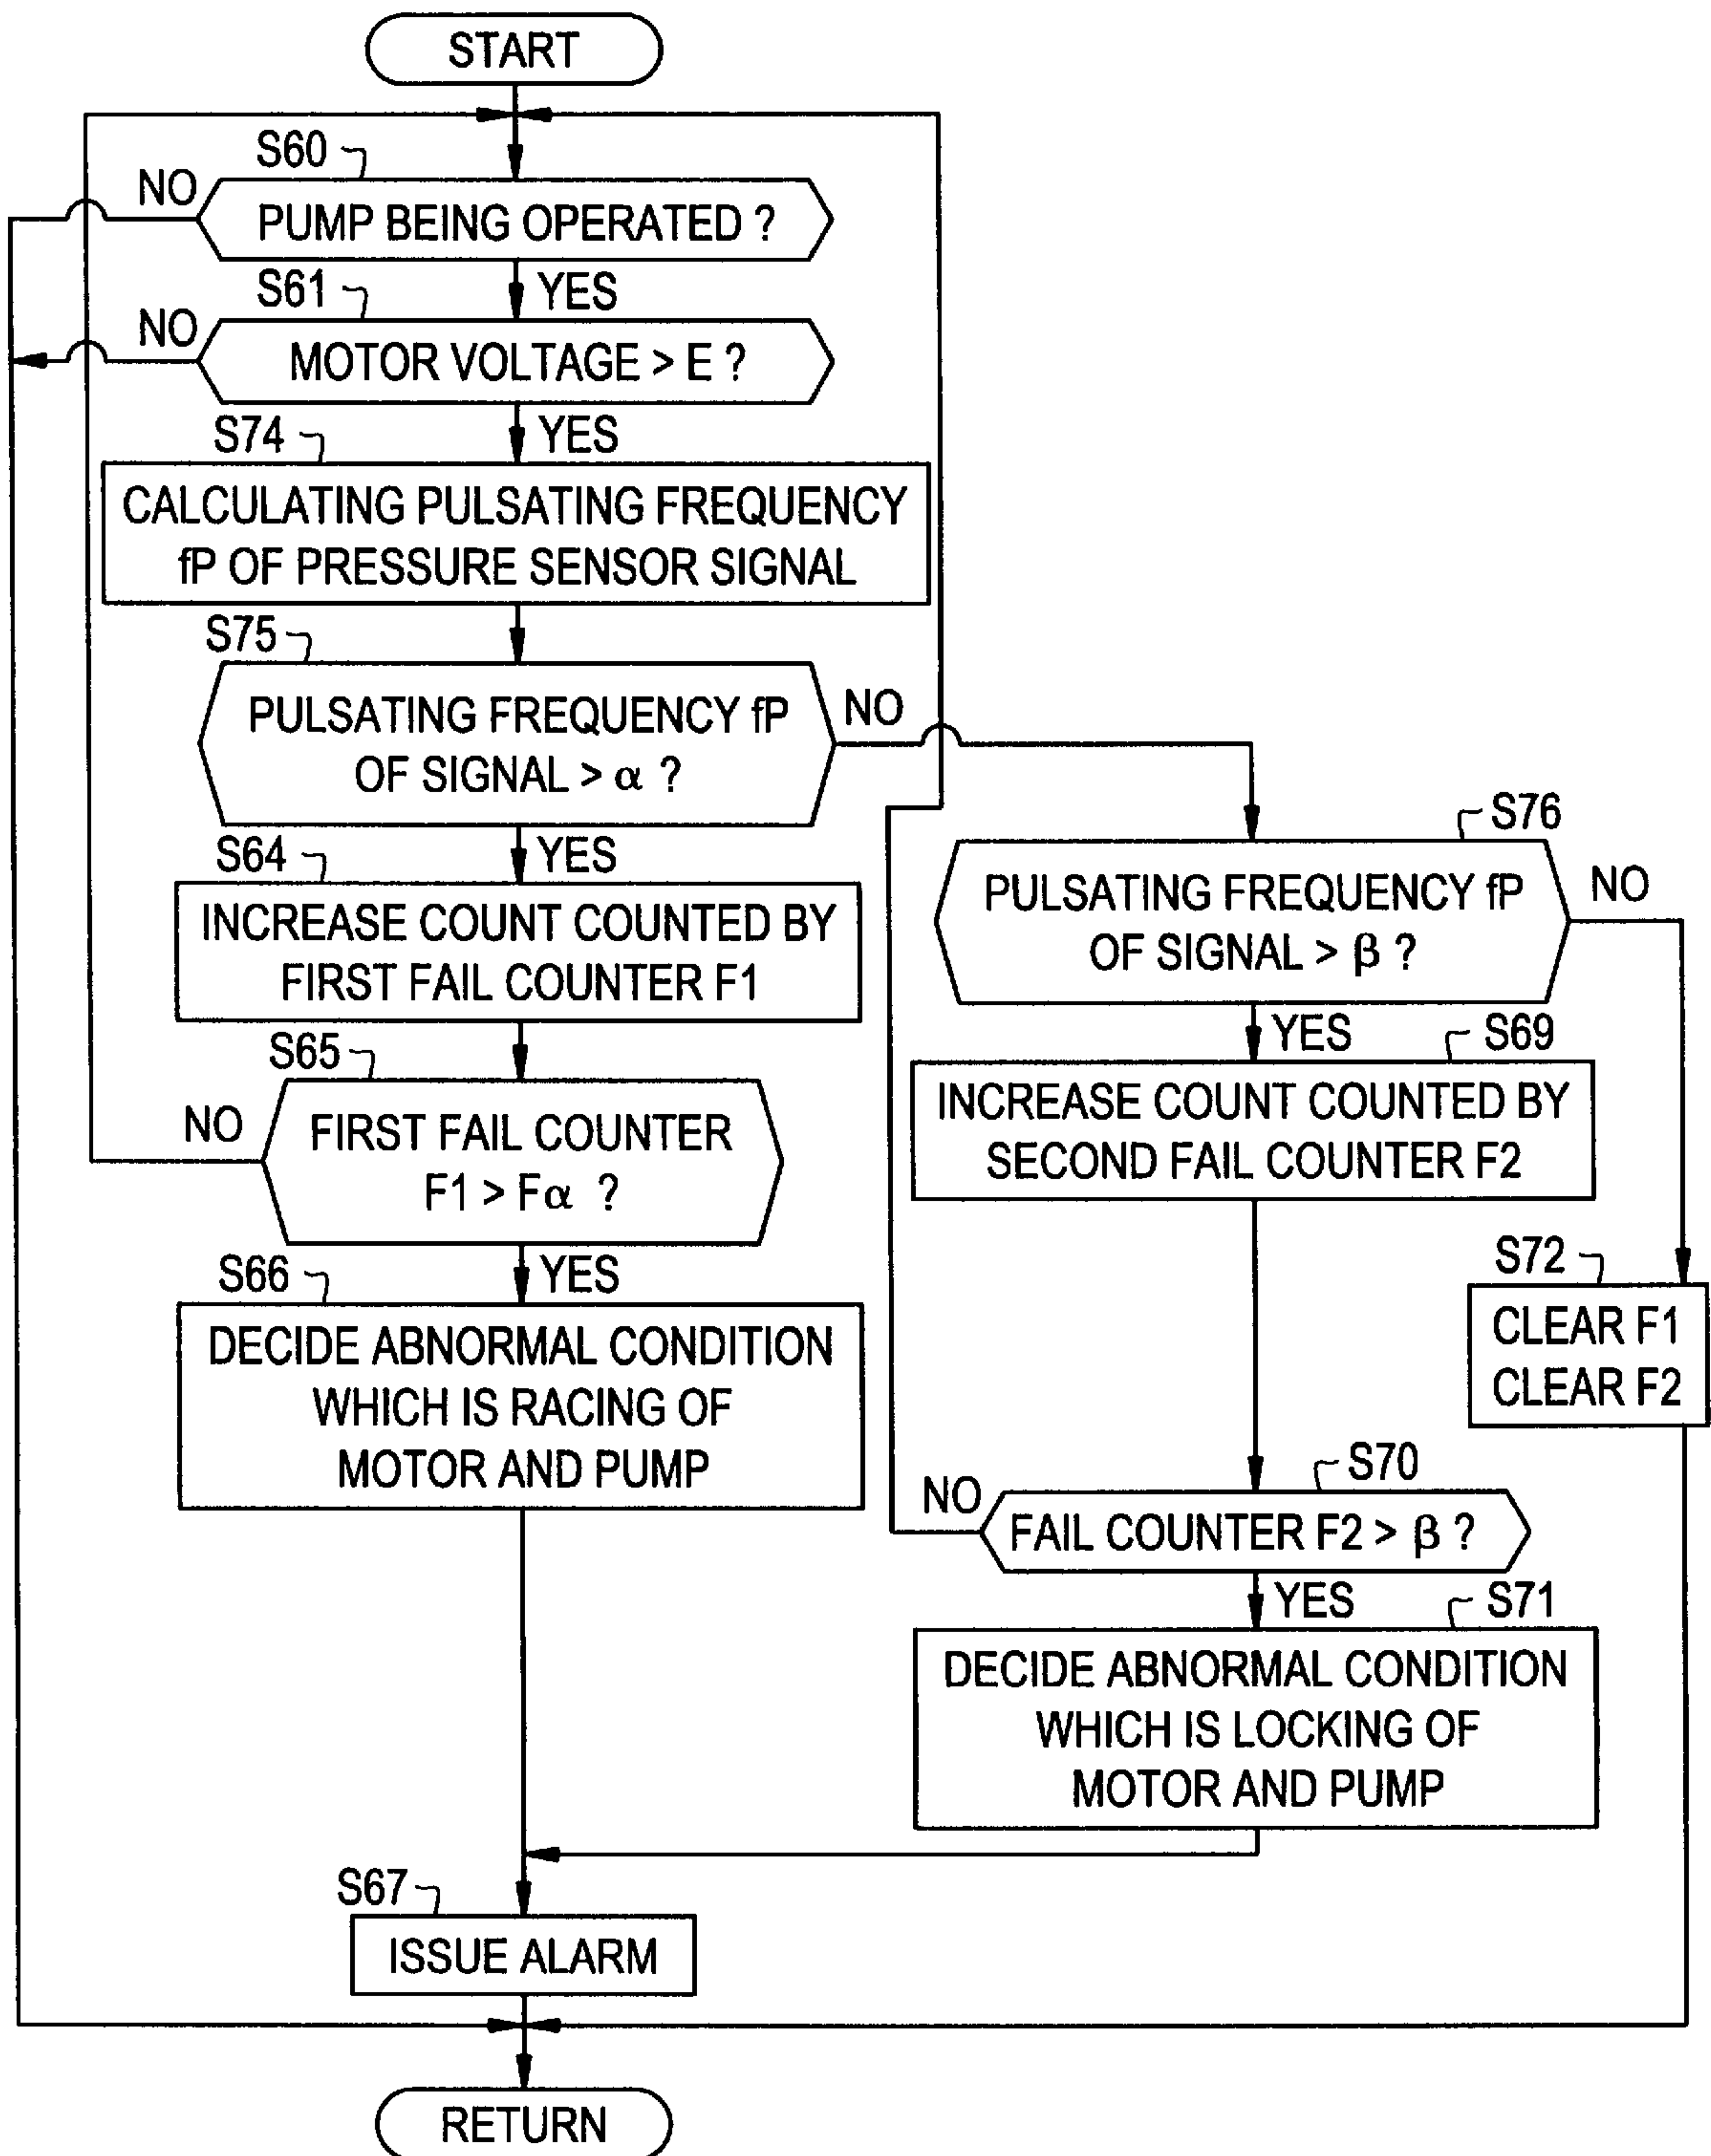 START
S60
NO
PUMP BEING OPERATED ?
S61
YES
NO
MOTOR VOLTAGE > E ?
S74
YES
CALCULATING PULSATING FREQUENCY
fP OF PRESSURE SENSOR SIGNAL
S75
PULSATING FREQUENCY fP
OF SIGNAL > α ?
NO
S64
YES
INCREASE COUNT COUNTED BY
FIRST FAIL COUNTER F1
S65
NO
FIRST FAIL COUNTER
F1 > Fα ?
S66
YES
DECIDE ABNORMAL CONDITION
WHICH IS RACING OF
MOTOR AND PUMP
S76
PULSATING FREQUENCY fP
OF SIGNAL > β ?
NO
YES
S69
INCREASE COUNT COUNTED BY
SECOND FAIL COUNTER F2
S72
CLEAR F1
CLEAR F2
S70
NO
FAIL COUNTER F2 > β ?
YES
S71
DECIDE ABNORMAL CONDITION
WHICH IS LOCKING OF
MOTOR AND PUMP
S67
ISSUE ALARM
RETURN